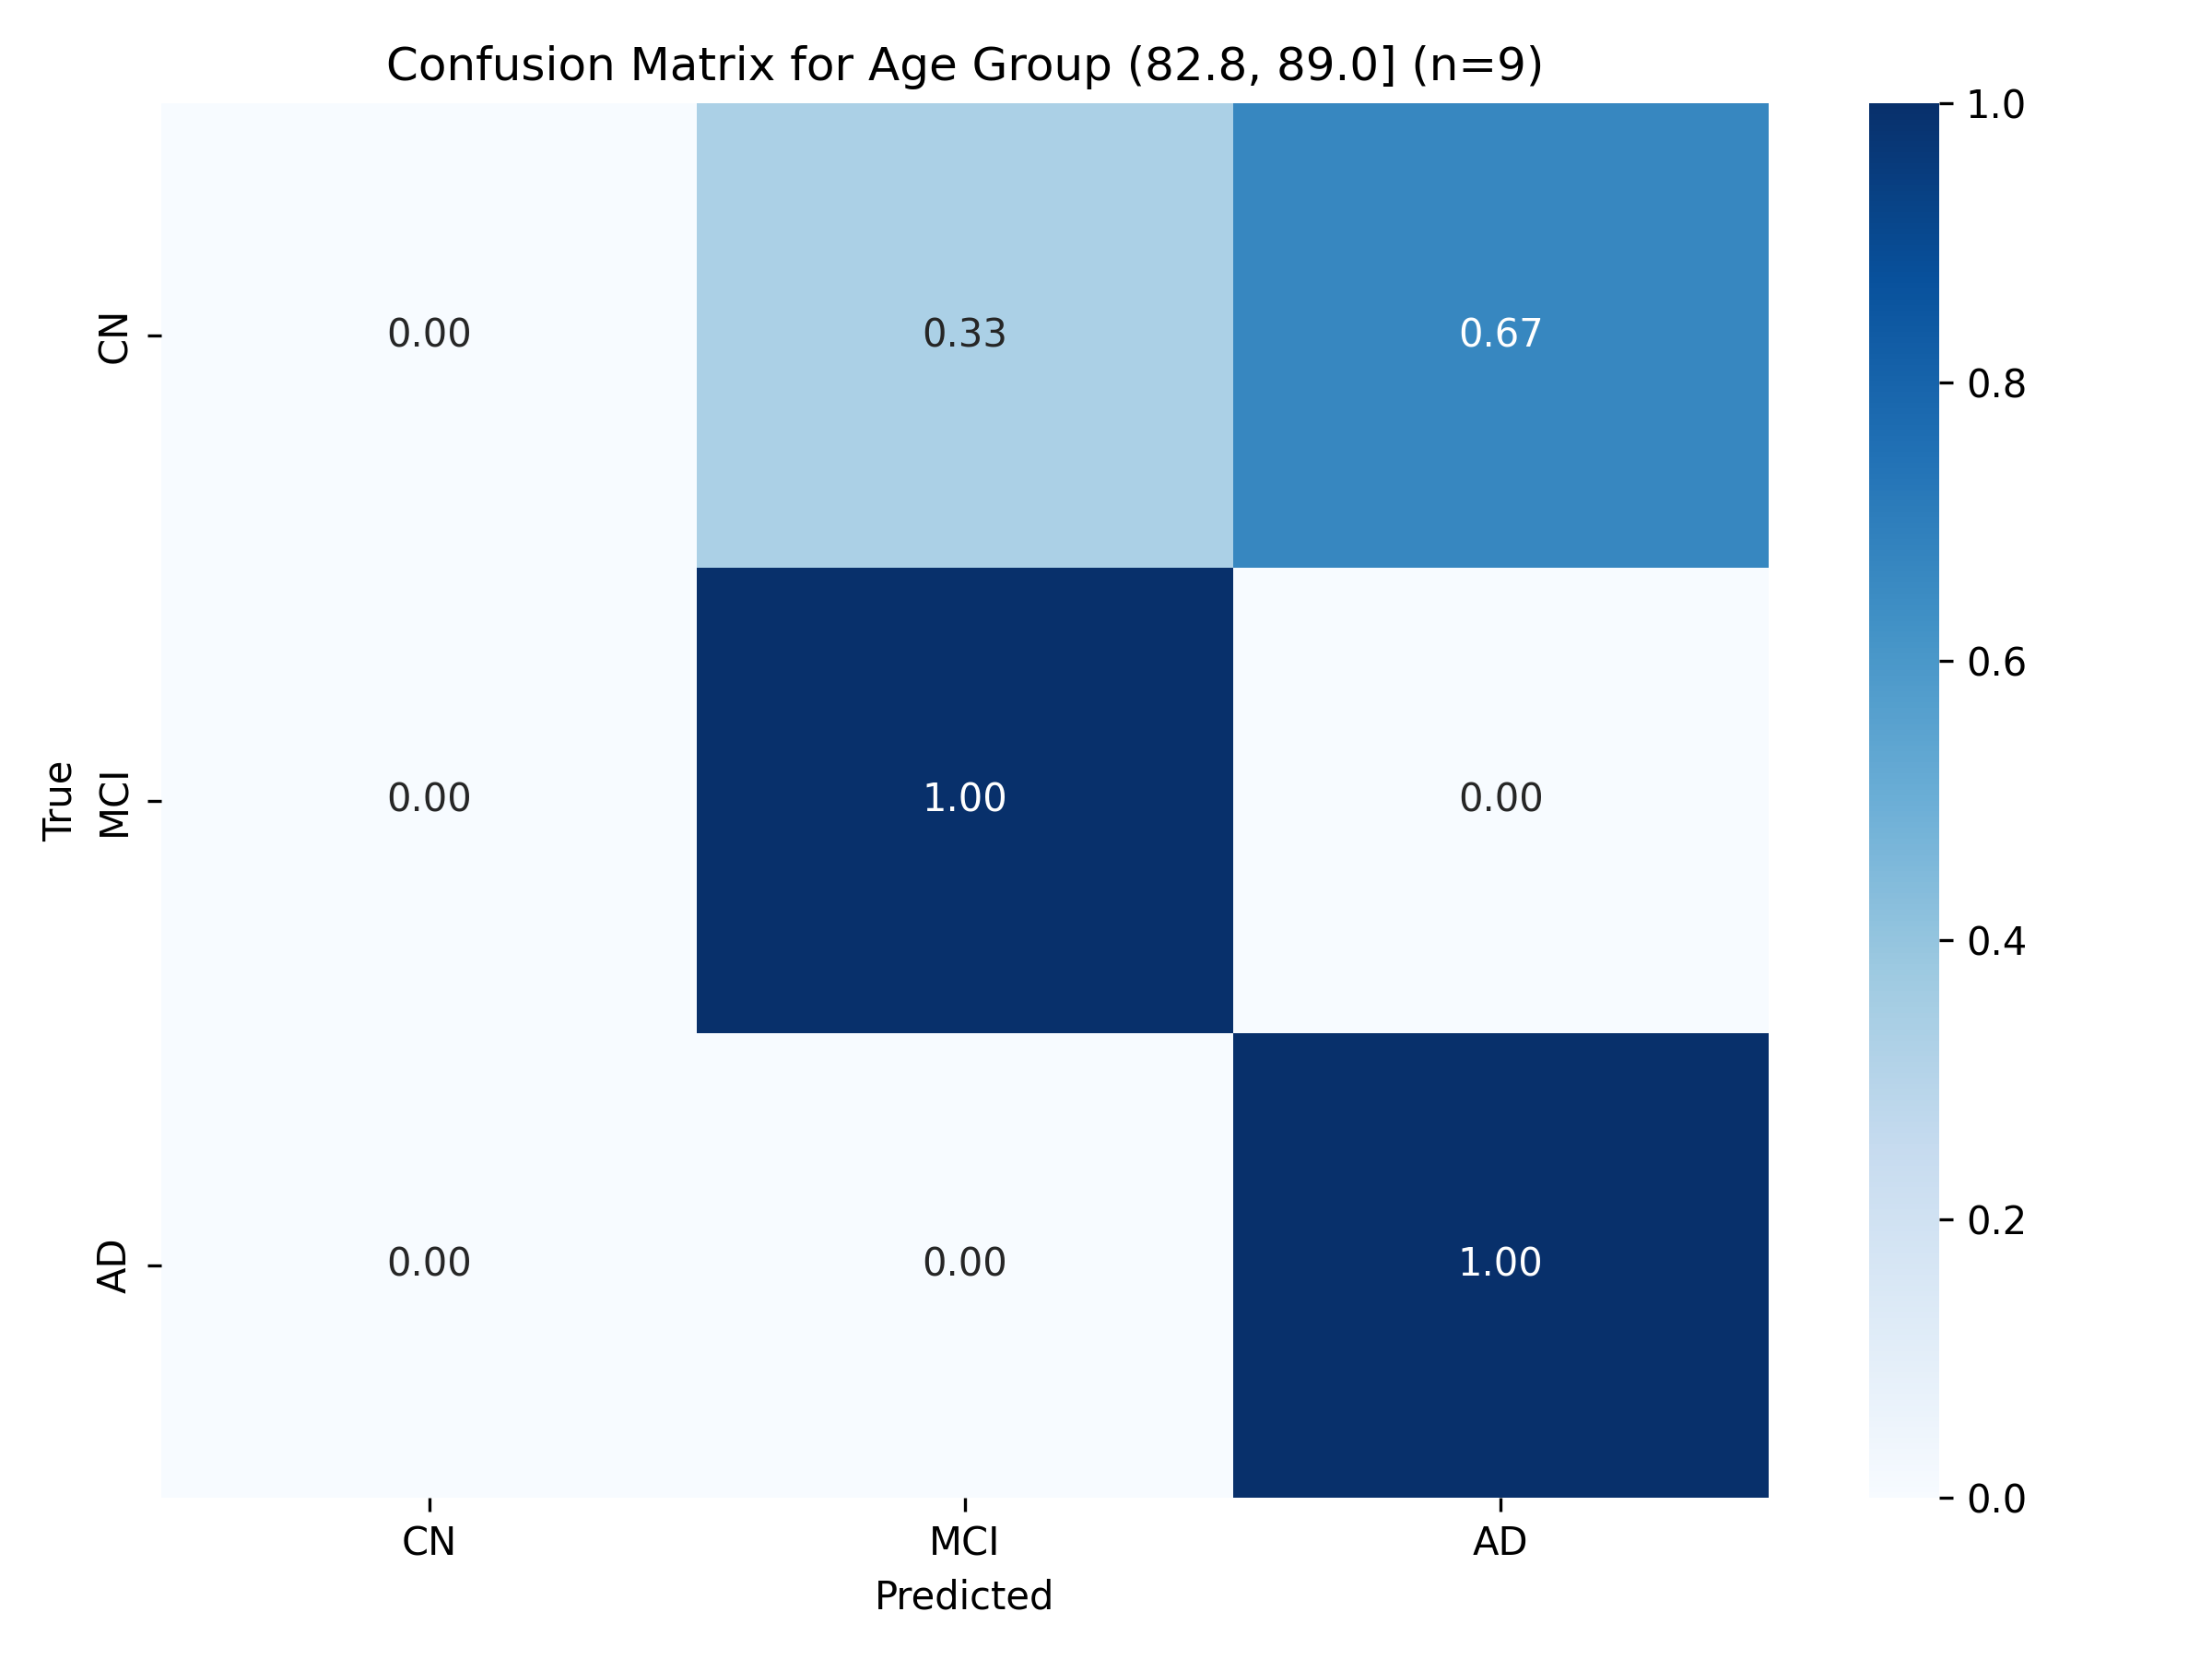 Confusion Matrix for Age Group (82.8, 89.0] (n=9)
True
CN
0.00 0.33 0.67
MCI
0.00 1.00 0.00
AD
0.00 0.00 1.00
CN MCI AD
Predicted
1.0
0.8
0.6
0.4
0.2
0.0